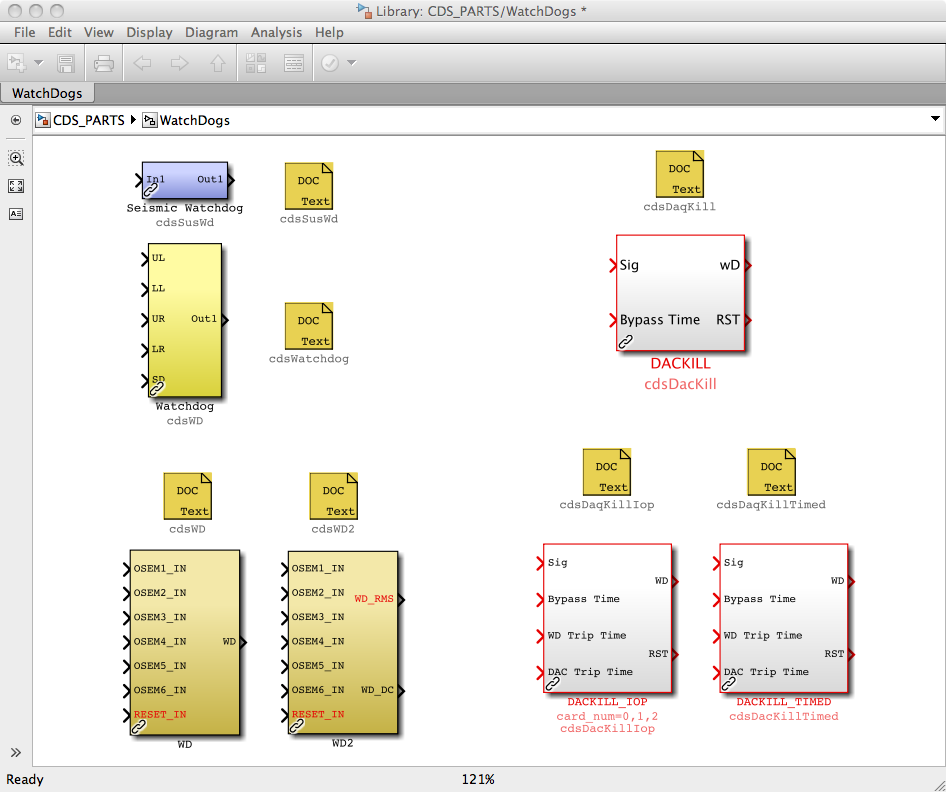 Library: CDS_PARTS/WatchDogs *
File Edit View Display Diagram Analysis Help
WatchDogs
CDS_PARTS WatchDogs
In1 Out1
Seismic Watchdog
cdsSusWd
DOC
Text
cdsSusWd
DOC
Text
cdsDaqKill
UL
LL
UR Out1
LR
SD
Watchdog
cdsWD
DOC
Text
cdsWatchdog
Sig wD
Bypass Time RST
DACKILL
cdsDacKill
DOC
Text
cdsWD
DOC
Text
cdsWD2
DOC
Text
cdsDaqKillIop
DOC
Text
cdsDaqKillTimed
OSEM1_IN
OSEM2_IN
OSEM3_IN
OSEM4_IN WD
OSEM5_IN
OSEM6_IN
RESET_IN
WD
OSEM1_IN
OSEM2_IN WD_RMS
OSEM3_IN
OSEM4_IN
OSEM5_IN
OSEM6_IN WD_DC
RESET_IN
WD2
Sig
WD
Bypass Time
WD Trip Time
RST
DAC Trip Time
DACKILL_IOP
card_num=0,1,2
cdsDacKillIop
Sig
WD
Bypass Time
WD Trip Time
RST
DAC Trip Time
DACKILL_TIMED
cdsDacKillTimed
Ready 121%